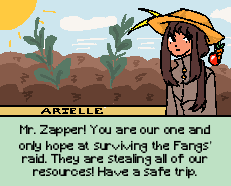 ARIELLE
Mr. Zapper! You are our one and
only hope at surviving the Fangs'
raid. They are stealing all of our
resources! Have a safe trip.